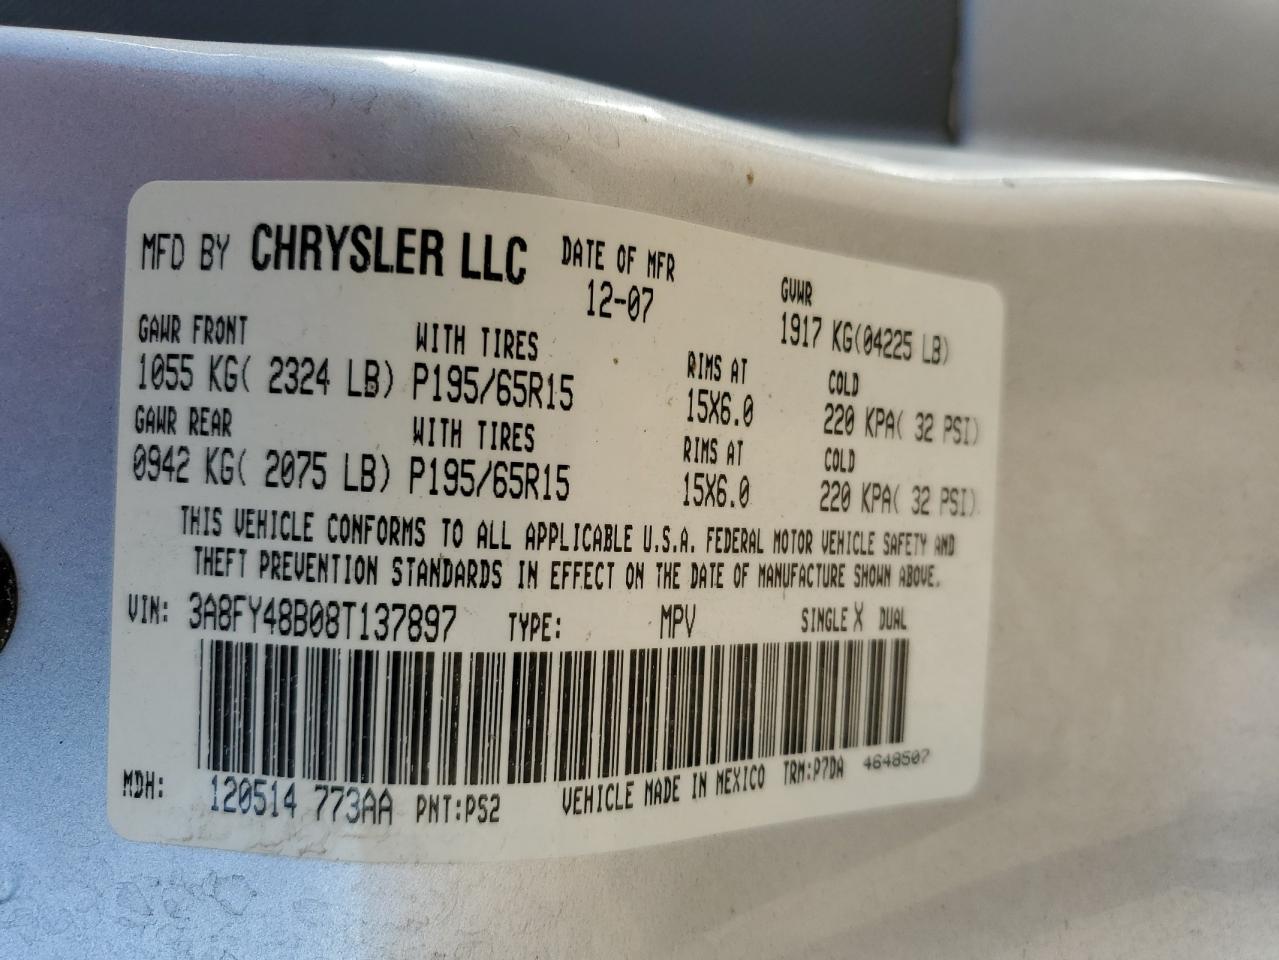 MFD BY CHRYSLER LLC DATE OF MFR GVWR
12-07 1917 KG(04225 LB)
GAWR FRONT WITH TIRES RIMS AT COLD
1055 KG( 2324 LB) P195/65R15 15X6.0 220 KPA( 32 PSI)
GAWR REAR WITH TIRES RIMS AT COLD
0942 KG( 2075 LB) P195/65R15 15X6.0 220 KPA( 32 PSI)
THIS VEHICLE CONFORMS TO ALL APPLICABLE U.S.A. FEDERAL MOTOR VEHICLE SAFETY AND
THEFT PREVENTION STANDARDS IN EFFECT ON THE DATE OF MANUFACTURE SHOWN ABOVE.
VIN: 3A8FY48B08T137897 TYPE: MPV SINGLE X DUAL
MDH: 120514 773AA PNT:PS2 VEHICLE MADE IN MEXICO TRM:P7DA 4648507